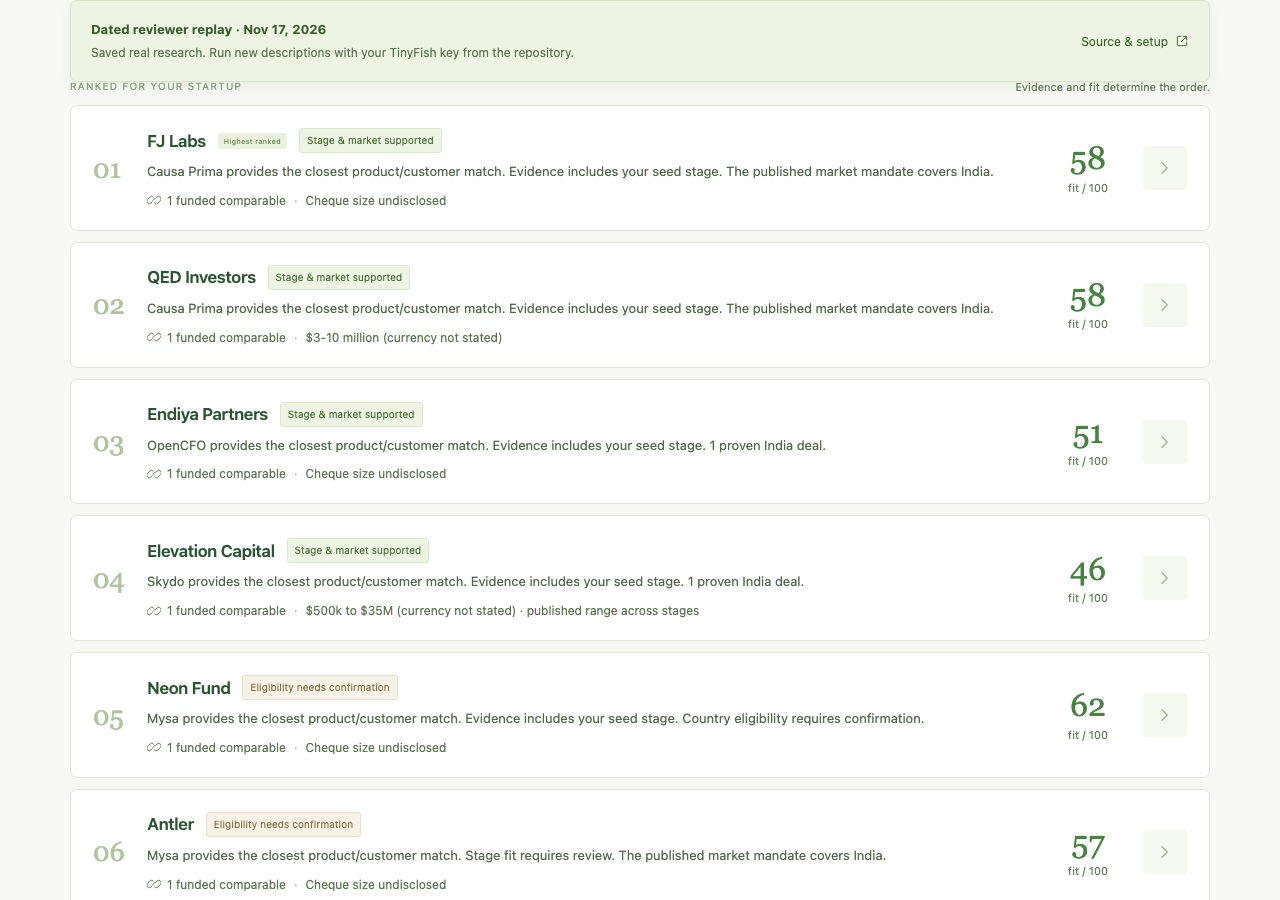 Dated reviewer replay · Nov 17, 2026
Saved real research. Run new descriptions with your TinyFish key from the repository.
Source & setup
RANKED FOR YOUR STARTUP
Evidence and fit determine the order.
01
FJ Labs
Highest ranked
Stage & market supported
Causa Prima provides the closest product/customer match. Evidence includes your seed stage. The published market mandate covers India.
1 funded comparable · Cheque size undisclosed
58
fit / 100
02
QED Investors
Stage & market supported
Causa Prima provides the closest product/customer match. Evidence includes your seed stage. The published market mandate covers India.
1 funded comparable · $3-10 million (currency not stated)
58
fit / 100
03
Endiya Partners
Stage & market supported
OpenCFO provides the closest product/customer match. Evidence includes your seed stage. 1 proven India deal.
1 funded comparable · Cheque size undisclosed
51
fit / 100
04
Elevation Capital
Stage & market supported
Skydo provides the closest product/customer match. Evidence includes your seed stage. 1 proven India deal.
1 funded comparable · $500k to $35M (currency not stated) · published range across stages
46
fit / 100
05
Neon Fund
Eligibility needs confirmation
Mysa provides the closest product/customer match. Evidence includes your seed stage. Country eligibility requires confirmation.
1 funded comparable · Cheque size undisclosed
62
fit / 100
06
Antler
Eligibility needs confirmation
Mysa provides the closest product/customer match. Stage fit requires review. The published market mandate covers India.
1 funded comparable · Cheque size undisclosed
57
fit / 100